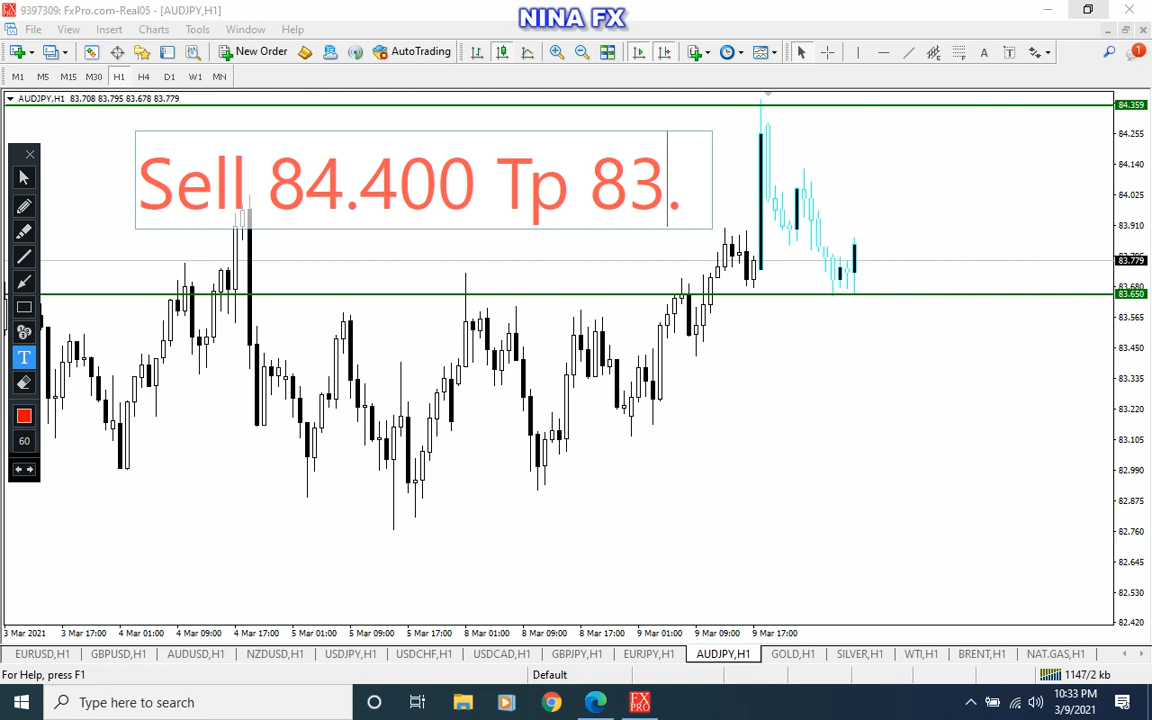 9397309: FxPro.com-Real05 - [AUDJPY,H1]
NINA FX
File View Insert Charts Tools Window Help
New Order AutoTrading
M1 M5 M15 M30 H1 H4 D1 W1 MN
AUDJPY,H1 83.708 83.795 83.678 83.779
Sell 84.400 Tp 83.
T
60
84.359
84.255
84.140
84.025
83.910
83.779
83.680
83.650
83.565
83.450
83.335
83.220
83.105
82.990
82.875
82.760
82.645
82.530
82.420
3 Mar 2021 3 Mar 17:00 4 Mar 01:00 4 Mar 09:00 4 Mar 17:00 5 Mar 01:00 5 Mar 09:00 5 Mar 17:00 8 Mar 01:00 8 Mar 09:00 8 Mar 17:00 9 Mar 01:00 9 Mar 09:00 9 Mar 17:00
EURUSD,H1 GBPUSD,H1 AUDUSD,H1 NZDUSD,H1 USDJPY,H1 USDCHF,H1 USDCAD,H1 GBPJPY,H1 EURJPY,H1 AUDJPY,H1 GOLD,H1 SILVER,H1 WTI,H1 BRENT,H1 NAT.GAS,H1
For Help, press F1 Default 1147/2 kb
Type here to search
FX PRO
10:33 PM
3/9/2021